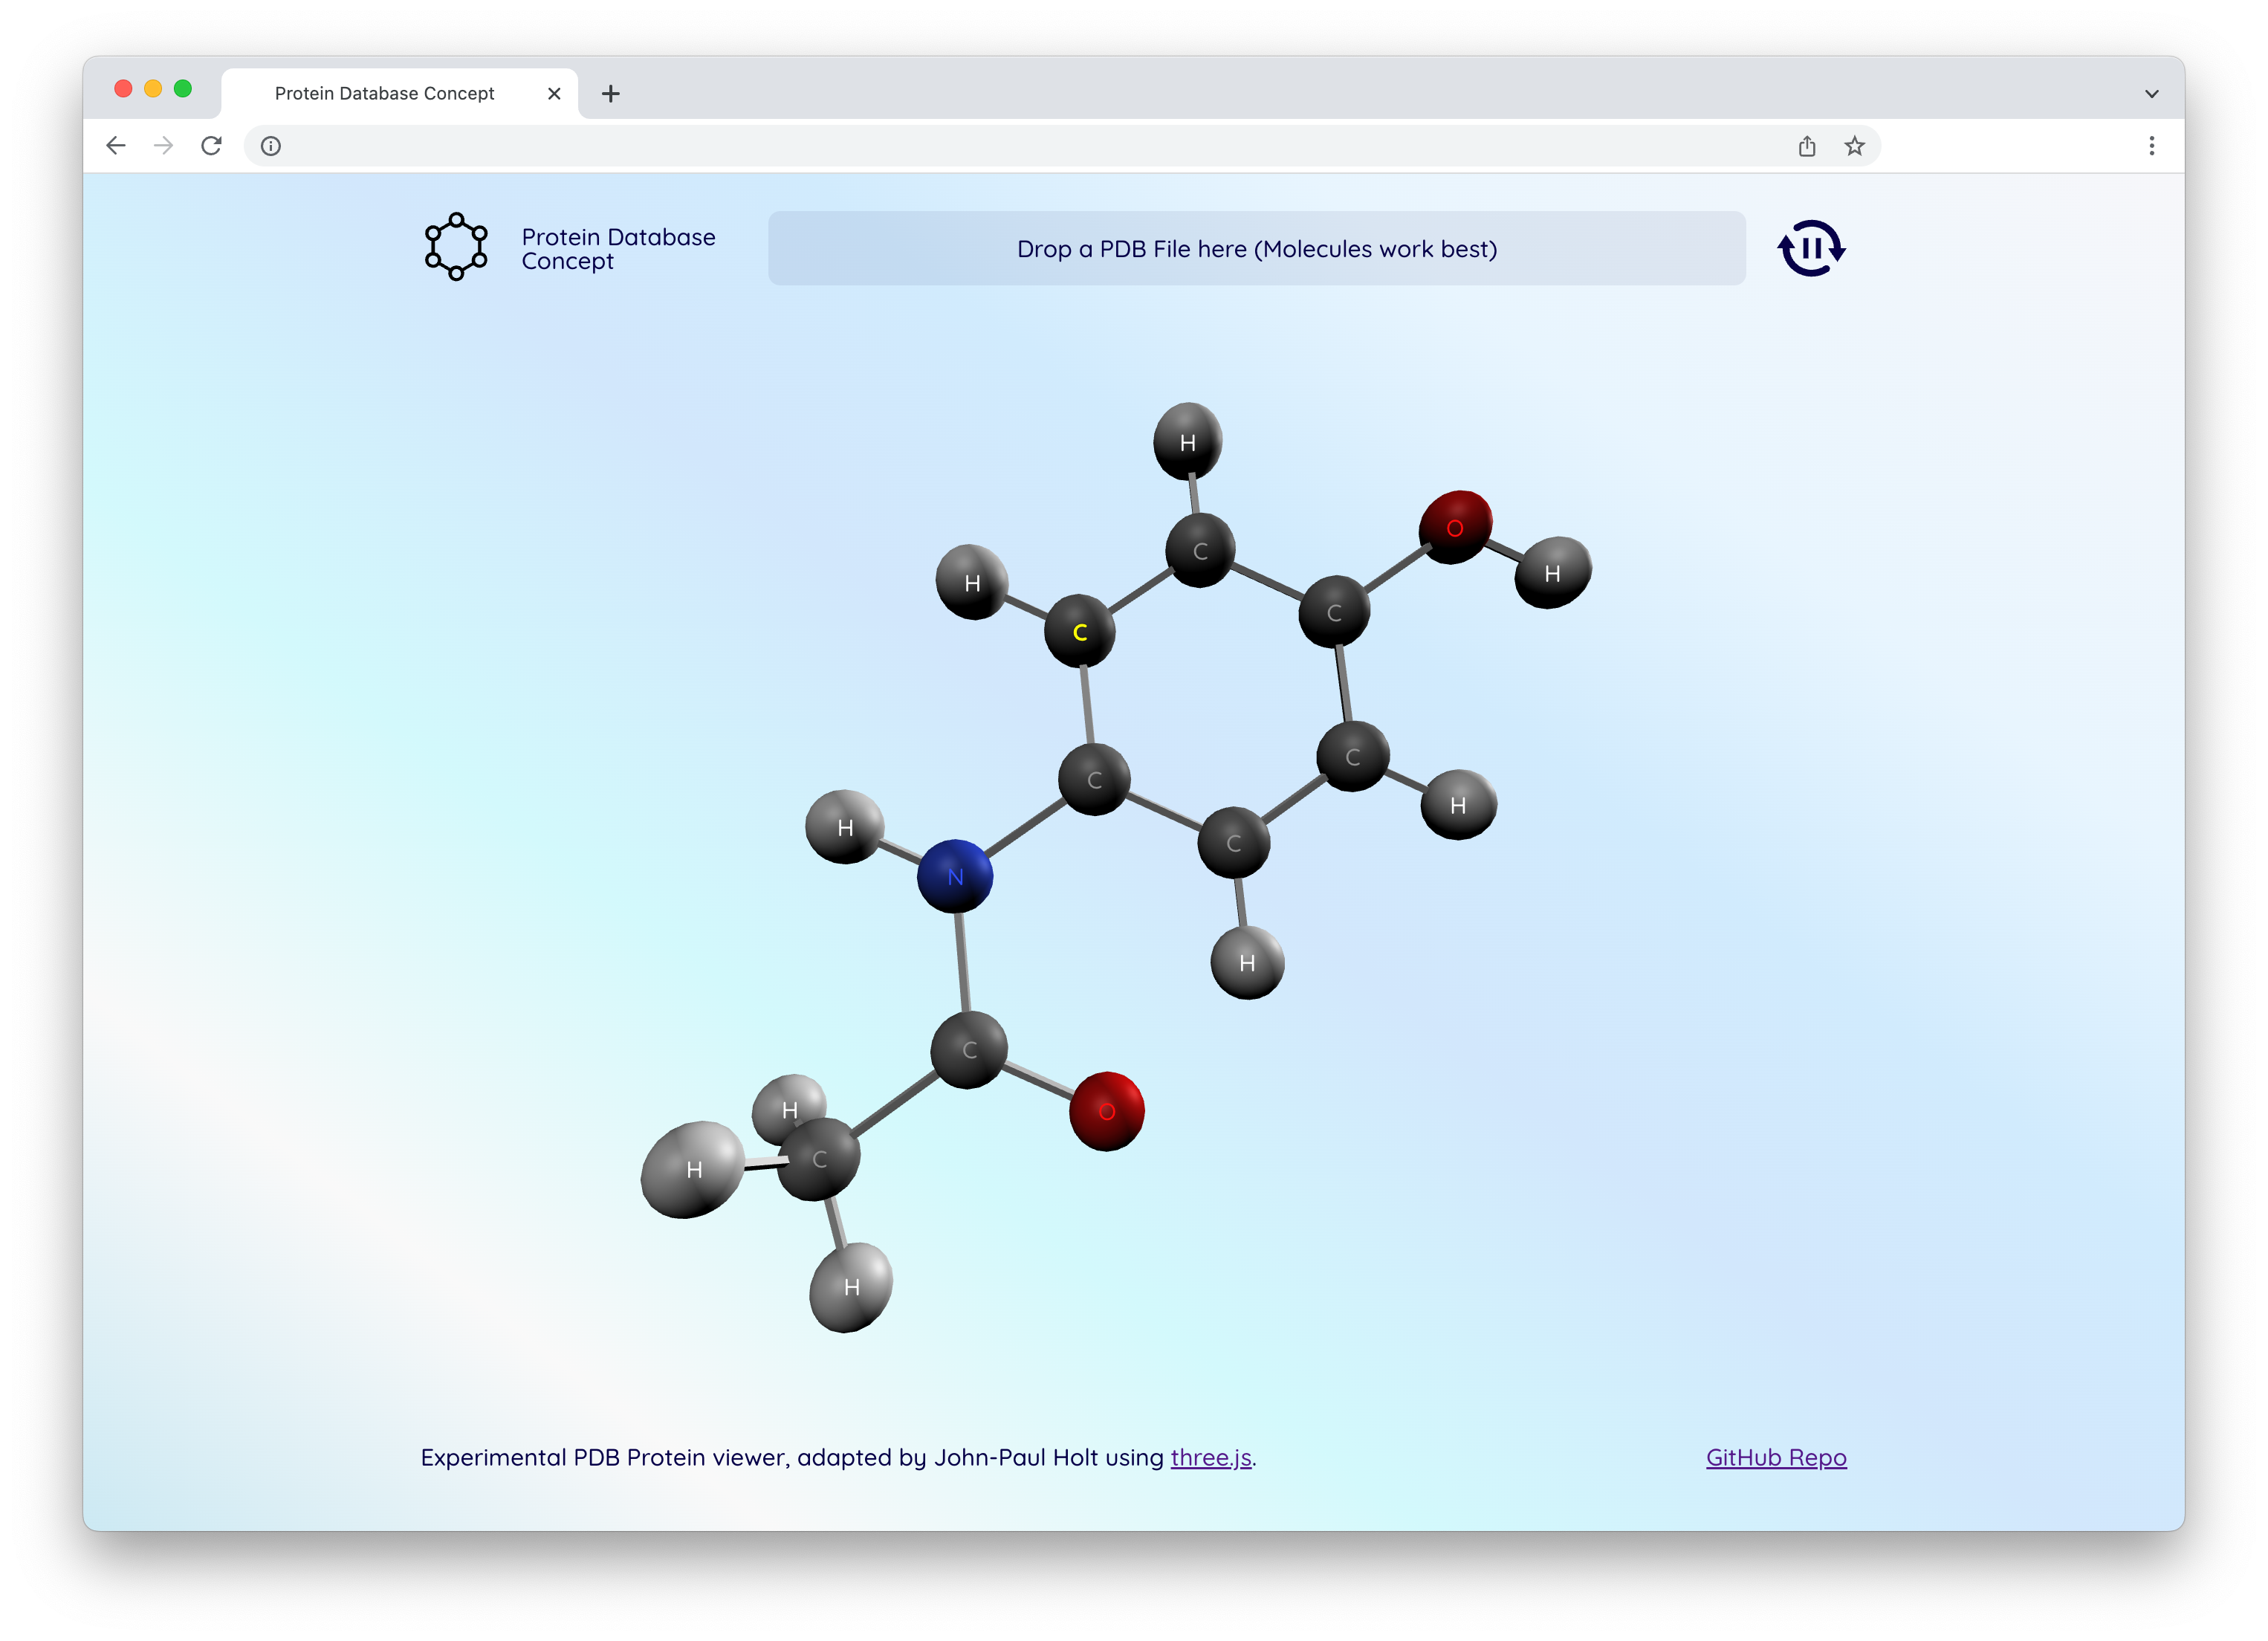 Protein Database Concept
Protein Database
Concept
Drop a PDB File here (Molecules work best)
H
O
C
H
H
C
C
C
C
H
H
C
N
H
C
H
O
C
H
H
Experimental PDB Protein viewer, adapted by John-Paul Holt using three.js.
GitHub Repo